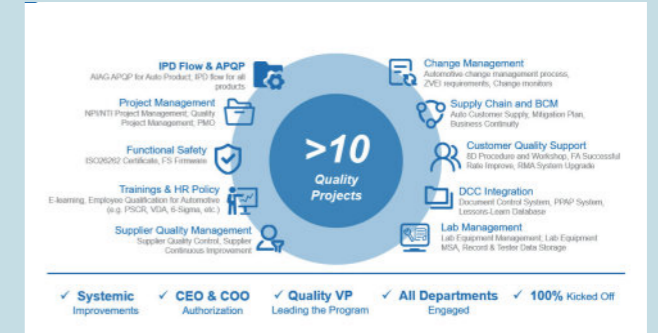 IPD Flow & APQP
AIAG APQP for Auto Product, IPD flow for all
products
Project Management
NPI/NTI Project Management, Quality
Project Management, PMO
Functional Safety
ISO26262 Certificate, FS Firmware
Trainings & HR Policy
E-learning, Employee Qualification for Automotive
(e.g. PSCR, VDA, 6-Sigma, etc.)
Supplier Quality Management
Supplier Quality Control, Supplier
Continuous Improvement
>10
Quality
Projects
Change Management
Automotive change management process,
ZVEI requirements, Change monitors
Supply Chain and BCM
Auto Customer Supply, Mitigation Plan,
Business Continuity
Customer Quality Support
8D Procedure and Workshop, FA Successful
Rate Improve, RMA System Upgrade
DCC Integration
Document Control System, PPAP System,
Lessons-Learn Database
Lab Management
Lab Equipment Management, Lab Equipment
MSA, Record & Tester Data Storage
✓ Systemic
Improvements
✓ CEO & COO
Authorization
✓ Quality VP
Leading the Program
✓ All Departments
Engaged
✓ 100% Kicked Off